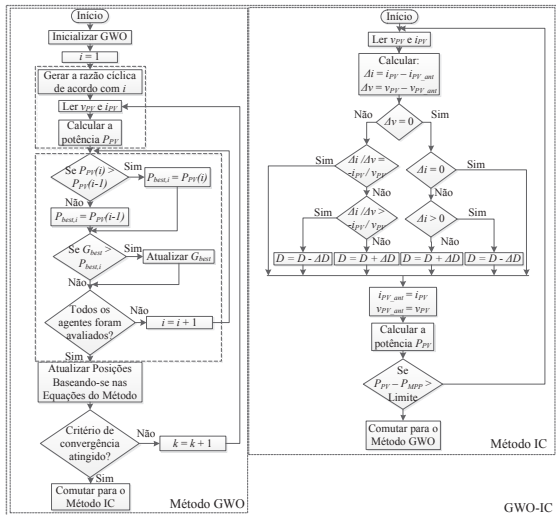 Início
Inicializar GWO
i = 1
Gerar a razão cíclica
de acordo com i
Ler vPV e iPV
Calcular a
potência PPV
Se PPV(i) >
PPV(i-1)
Sim
Pbest,i = PPV(i)
Não
Pbest,i = PPV(i-1)
Se Gbest >
Pbest,i
Sim
Atualizar Gbest
Não
Todos os
agentes foram
avaliados?
Não
i = i + 1
Sim
Atualizar Posições
Baseando-se nas
Equações do Método
Critério de
convergência
atingido?
Não
k = k + 1
Sim
Comutar para o
Método IC
Método GWO
Início
Ler vPV e iPV
Calcular:
Δi = iPV – iPV_ant
Δv = vPV – vPV_ant
Não
Δv = 0
Sim
Sim
Δi /Δv =
-iPV / vPV
Δi = 0
Sim
Não
Não
Sim
Δi /Δv >
-iPV / vPV
Δi > 0
Sim
Não
Não
D = D - ΔD
D = D + ΔD
D = D + ΔD
D = D - ΔD
iPV_ant = iPV
vPV_ant = vPV
Calcular a
potência PPV
Se
PPV – PMPP >
Limite
Comutar para o
Método GWO
Método IC
GWO-IC